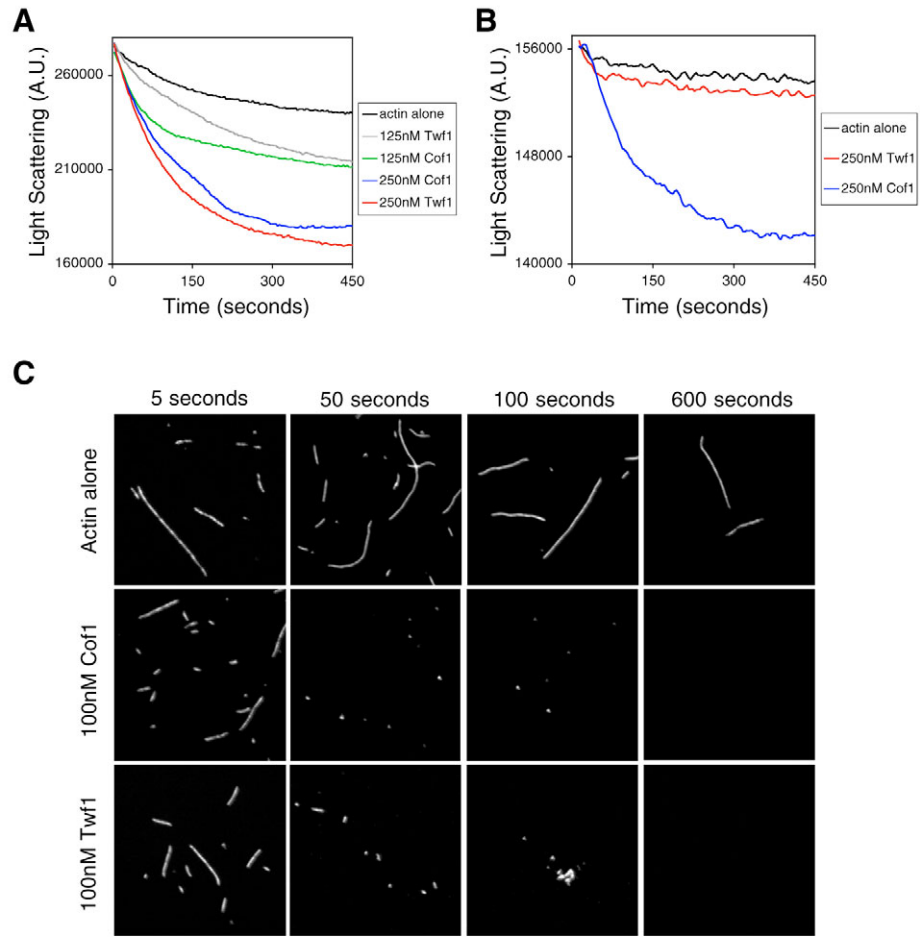 A
Light Scattering (A.U.)
260000
210000
160000
0
150
300
450
Time (seconds)
actin alone
125nM Twf1
125nM Cof1
250nM Cof1
250nM Twf1
B
Light Scattering (A.U.)
156000
148000
140000
0
150
300
450
Time (seconds)
actin alone
250nM Twf1
250nM Cof1
C
5 seconds
50 seconds
100 seconds
600 seconds
Actin alone
100nM Cof1
100nM Twf1